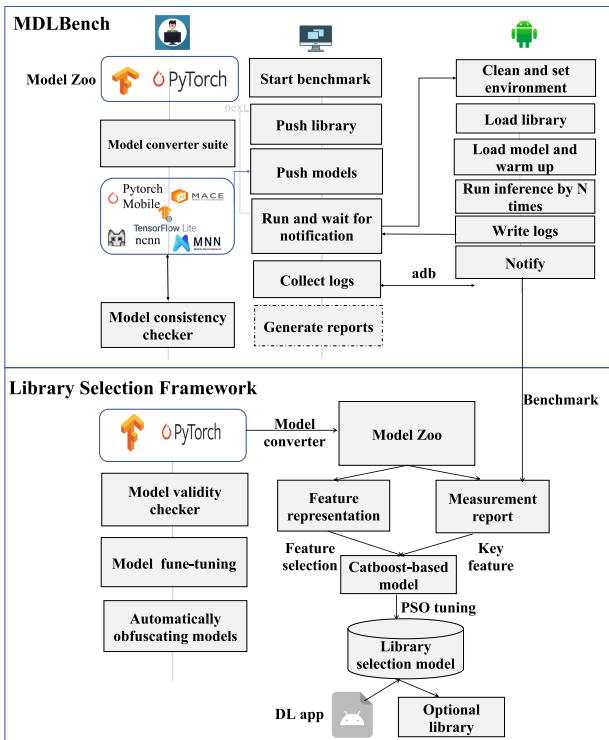 MDLBench
Model Zoo
PyTorch
Model converter suite
Pytorch
Mobile
MACE
TensorFlow Lite
ncnn
MNN
Model consistency
checker
Start benchmark
next
Push library
Push models
Run and wait for
notification
Collect logs
Generate reports
adb
Clean and set
environment
Load library
Load model and
warm up
Run inference by N
times
Write logs
Notify
Benchmark
Library Selection Framework
PyTorch
Model
converter
Model Zoo
Model validity
checker
Model fune-tuning
Automatically
obfuscating models
Feature
representation
Measurement
report
Feature
selection
Key
feature
Catboost-based
model
PSO tuning
Library
selection model
DL app
Optional
library